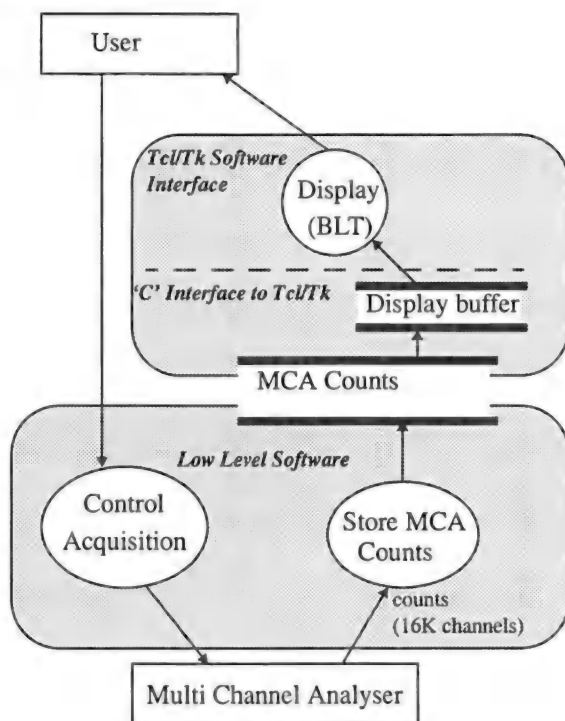 User
Tcl/Tk Software
Interface
Display
(BLT)
'C' Interface to Tcl/Tk
Display buffer
MCA Counts
Low Level Software
Control
Acquisition
Store MCA
Counts
counts
(16K channels)
Multi Channel Analyser